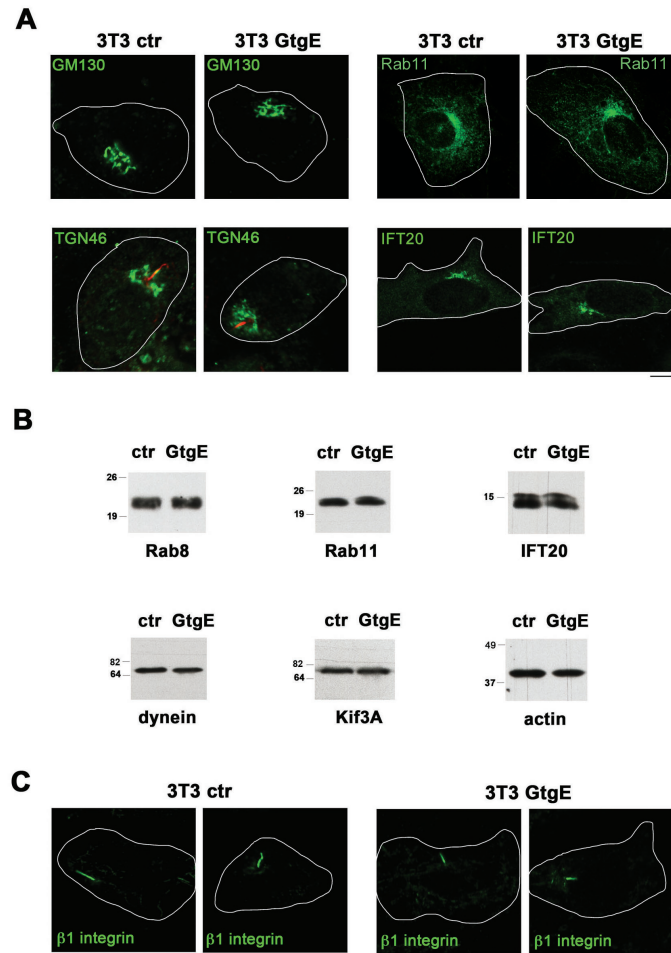 A
3T3 ctr 3T3 GtgE 3T3 ctr 3T3 GtgE
GM130 GM130 Rab11 Rab11
TGN46 TGN46 IFT20 IFT20
B
ctr GtgE ctr GtgE ctr GtgE
26
19
26
19
15
Rab8 Rab11 IFT20
ctr GtgE ctr GtgE ctr GtgE
82
64
82
64
49
37
dynein Kif3A actin
C
3T3 ctr 3T3 GtgE
β1 integrin β1 integrin β1 integrin β1 integrin